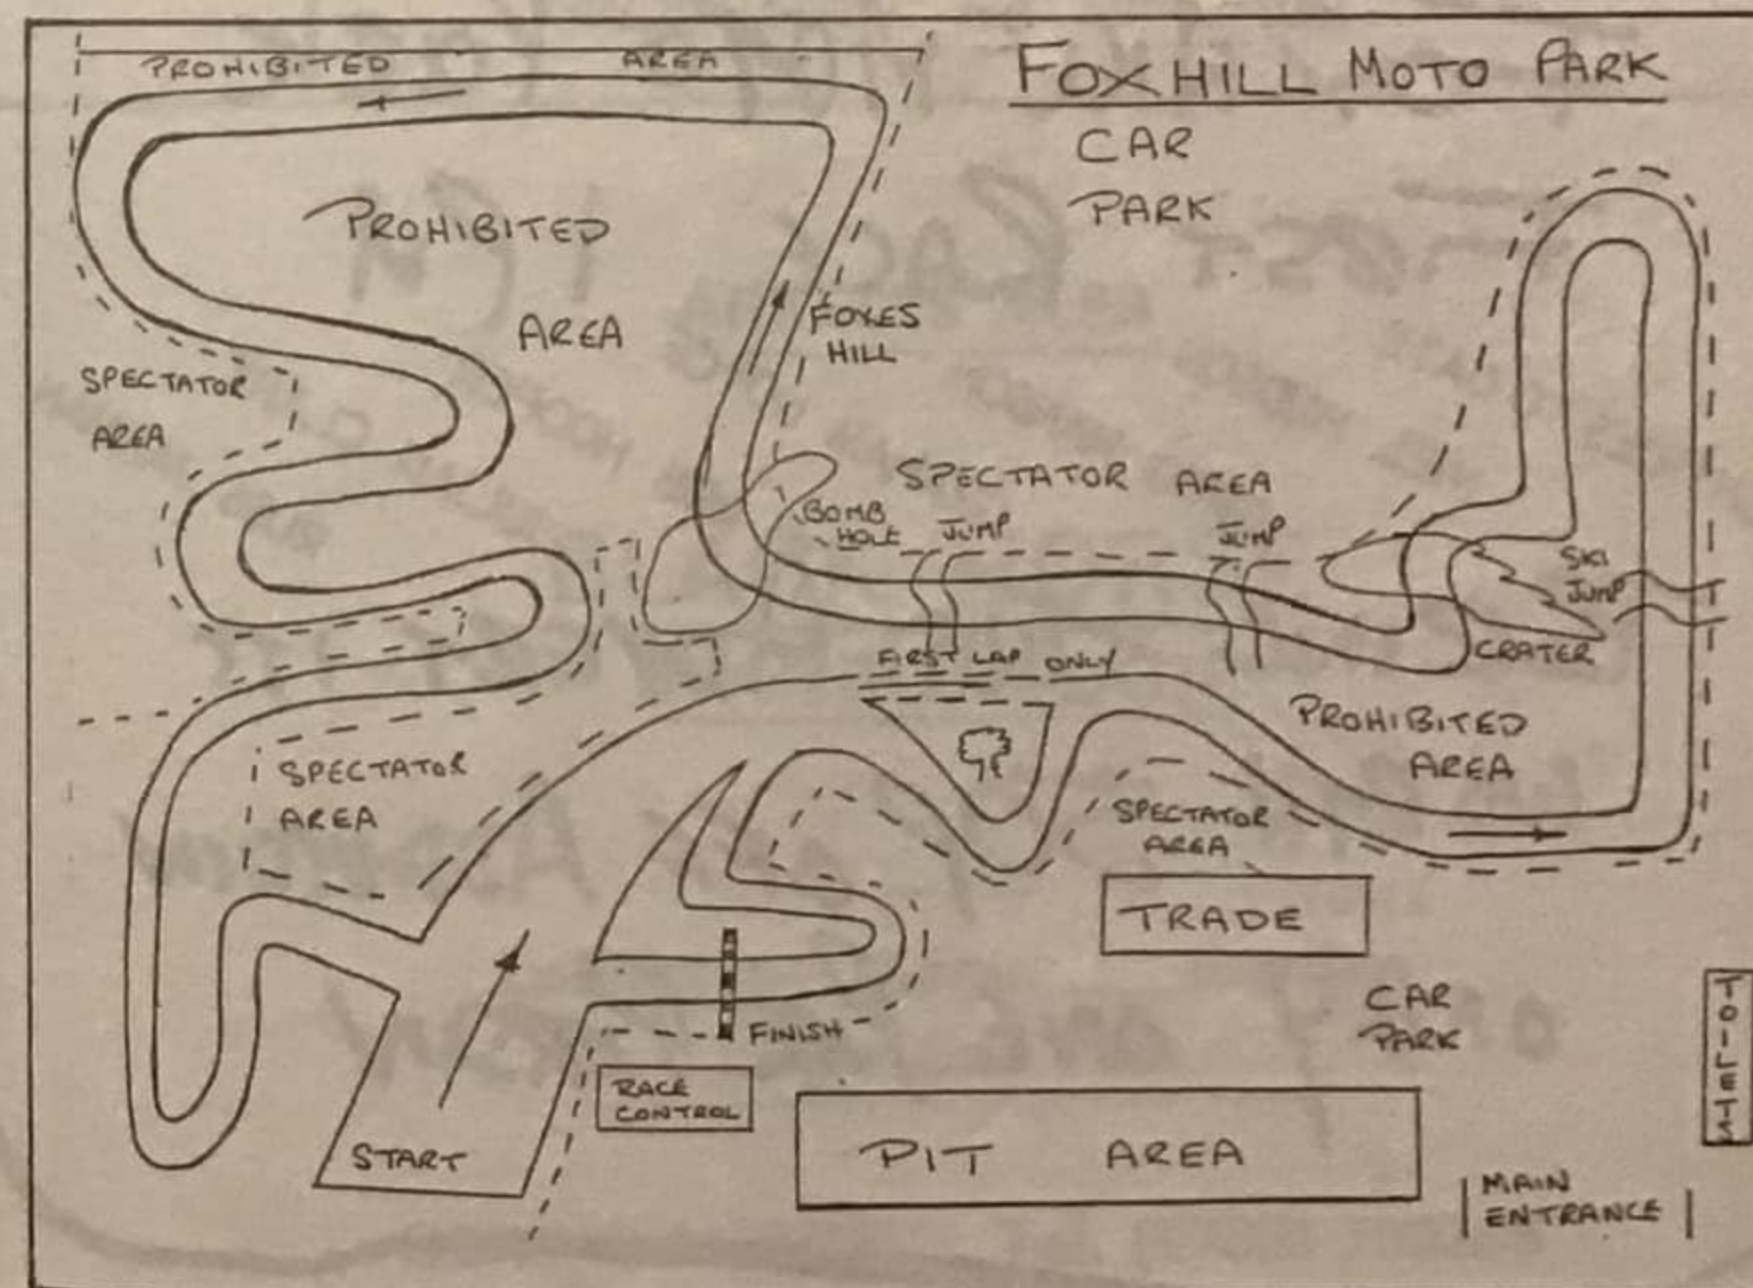 FOXHILL MOTO PARK
PROHIBITED AREA
CAR
PARK
PROHIBITED
AREA
FOXES
HILL
SPECTATOR
AREA
SPECTATOR AREA
BOMB
HOLE
JUMP
JUMP
SKI
JUMP
CRATER
FIRST LAP ONLY
PROHIBITED
AREA
SPECTATOR
AREA
SPECTATOR
AREA
TRADE
CAR
PARK
TOILETS
FINISH
RACE
CONTROL
START
PIT AREA
MAIN
ENTRANCE